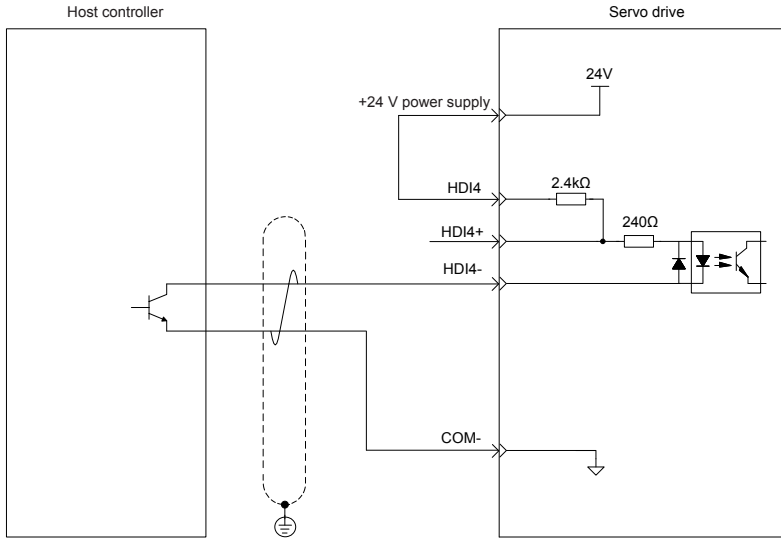 Host controller
Servo drive
24V
+24 V power supply
HDI4
2.4kΩ
HDI4+
240Ω
HDI4-
COM-